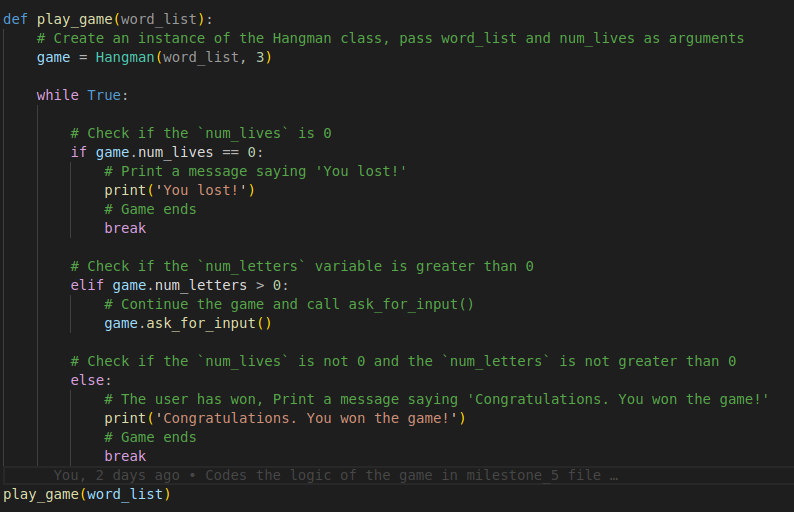 def play_game(word_list):
    # Create an instance of the Hangman class, pass word_list and num_lives as arguments
    game = Hangman(word_list, 3)
    while True:
        # Check if the `num_lives` is 0
        if game.num_lives == 0:
            # Print a message saying 'You lost!'
            print('You lost!')
            # Game ends
            break
        # Check if the `num_letters` variable is greater than 0
        elif game.num_letters > 0:
            # Continue the game and call ask_for_input()
            game.ask_for_input()
        # Check if the `num_lives` is not 0 and the `num_letters` is not greater than 0
        else:
            # The user has won, Print a message saying 'Congratulations. You won the game!'
            print('Congratulations. You won the game!')
            # Game ends
            break
You, 2 days ago • Codes the logic of the game in milestone_5 file …
play_game(word_list)